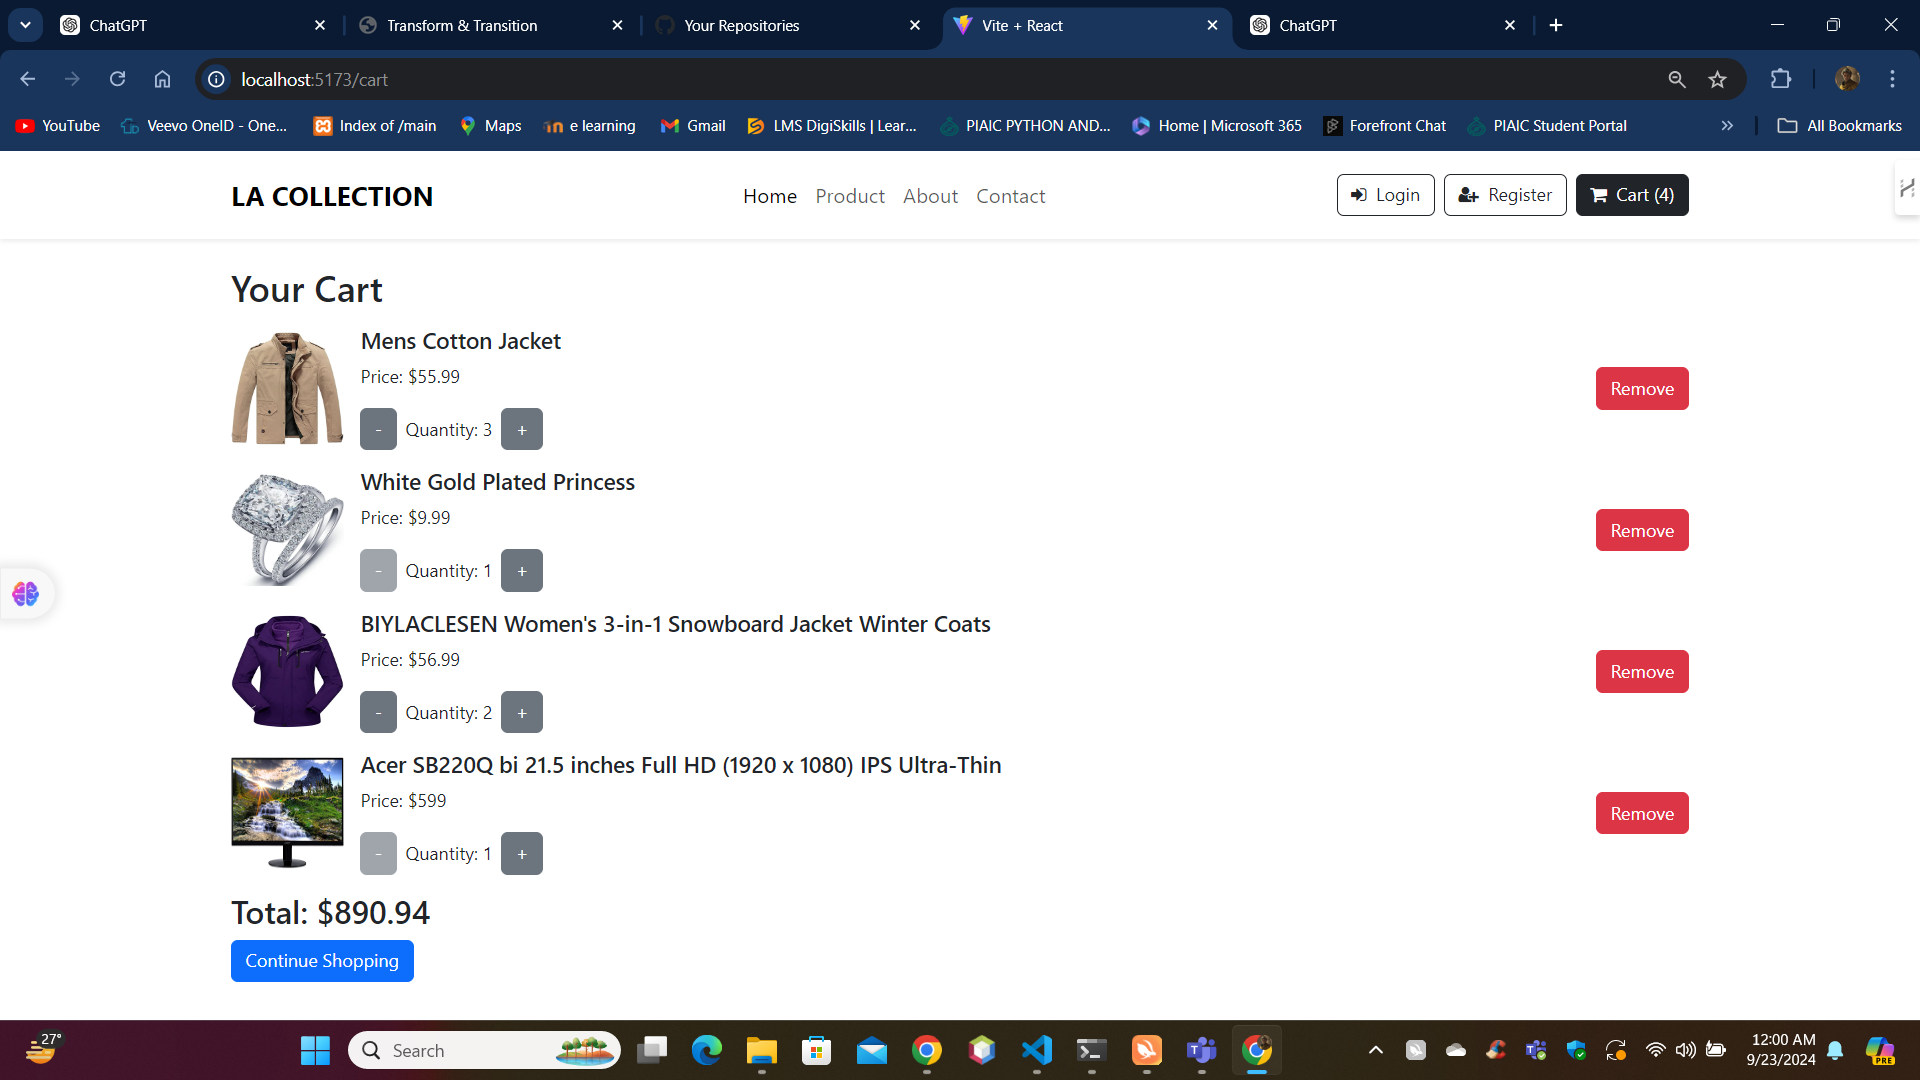 ChatGPT
Transform & Transition
Your Repositories
Vite + React
ChatGPT
localhost:5173/cart
YouTube
Veevo OneID - One...
Index of /main
Maps
e learning
Gmail
LMS DigiSkills | Lear...
PIAIC PYTHON AND...
Home | Microsoft 365
Forefront Chat
PIAIC Student Portal
All Bookmarks
LA COLLECTION
Home
Product
About
Contact
Login
Register
Cart (4)
Your Cart
Mens Cotton Jacket
Price: $55.99
- Quantity: 3 +
Remove
White Gold Plated Princess
Price: $9.99
- Quantity: 1 +
Remove
BIYLACLESEN Women's 3-in-1 Snowboard Jacket Winter Coats
Price: $56.99
- Quantity: 2 +
Remove
Acer SB220Q bi 21.5 inches Full HD (1920 x 1080) IPS Ultra-Thin
Price: $599
- Quantity: 1 +
Remove
Total: $890.94
Continue Shopping
27°
Search
12:00 AM
9/23/2024
PRE